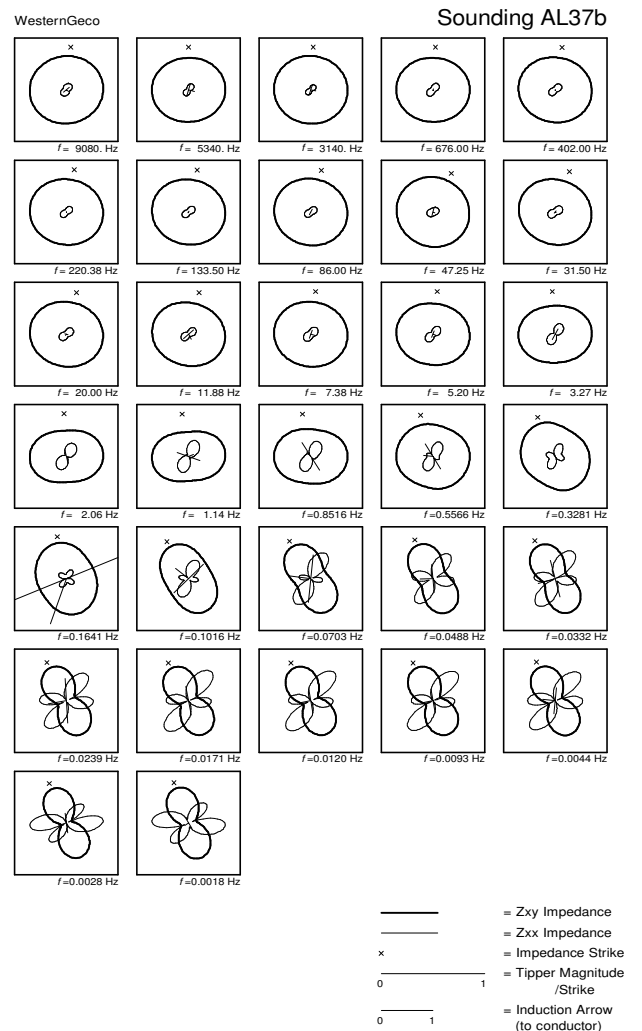 WesternGeco Sounding AL37b
f = 9080. Hz f = 5340. Hz f = 3140. Hz f = 676.00 Hz f = 402.00 Hz
f = 220.38 Hz f = 133.50 Hz f = 86.00 Hz f = 47.25 Hz f = 31.50 Hz
f = 20.00 Hz f = 11.88 Hz f = 7.38 Hz f = 5.20 Hz f = 3.27 Hz
f = 2.06 Hz f = 1.14 Hz f =0.8516 Hz f =0.5566 Hz f =0.3281 Hz
f =0.1641 Hz f =0.1016 Hz f =0.0703 Hz f =0.0488 Hz f =0.0332 Hz
f =0.0239 Hz f =0.0171 Hz f =0.0120 Hz f =0.0093 Hz f =0.0044 Hz
f =0.0028 Hz f =0.0018 Hz
= Zxy Impedance
= Zxx Impedance
× = Impedance Strike
= Tipper Magnitude
0 1 /Strike
= Induction Arrow
0 1 (to conductor)